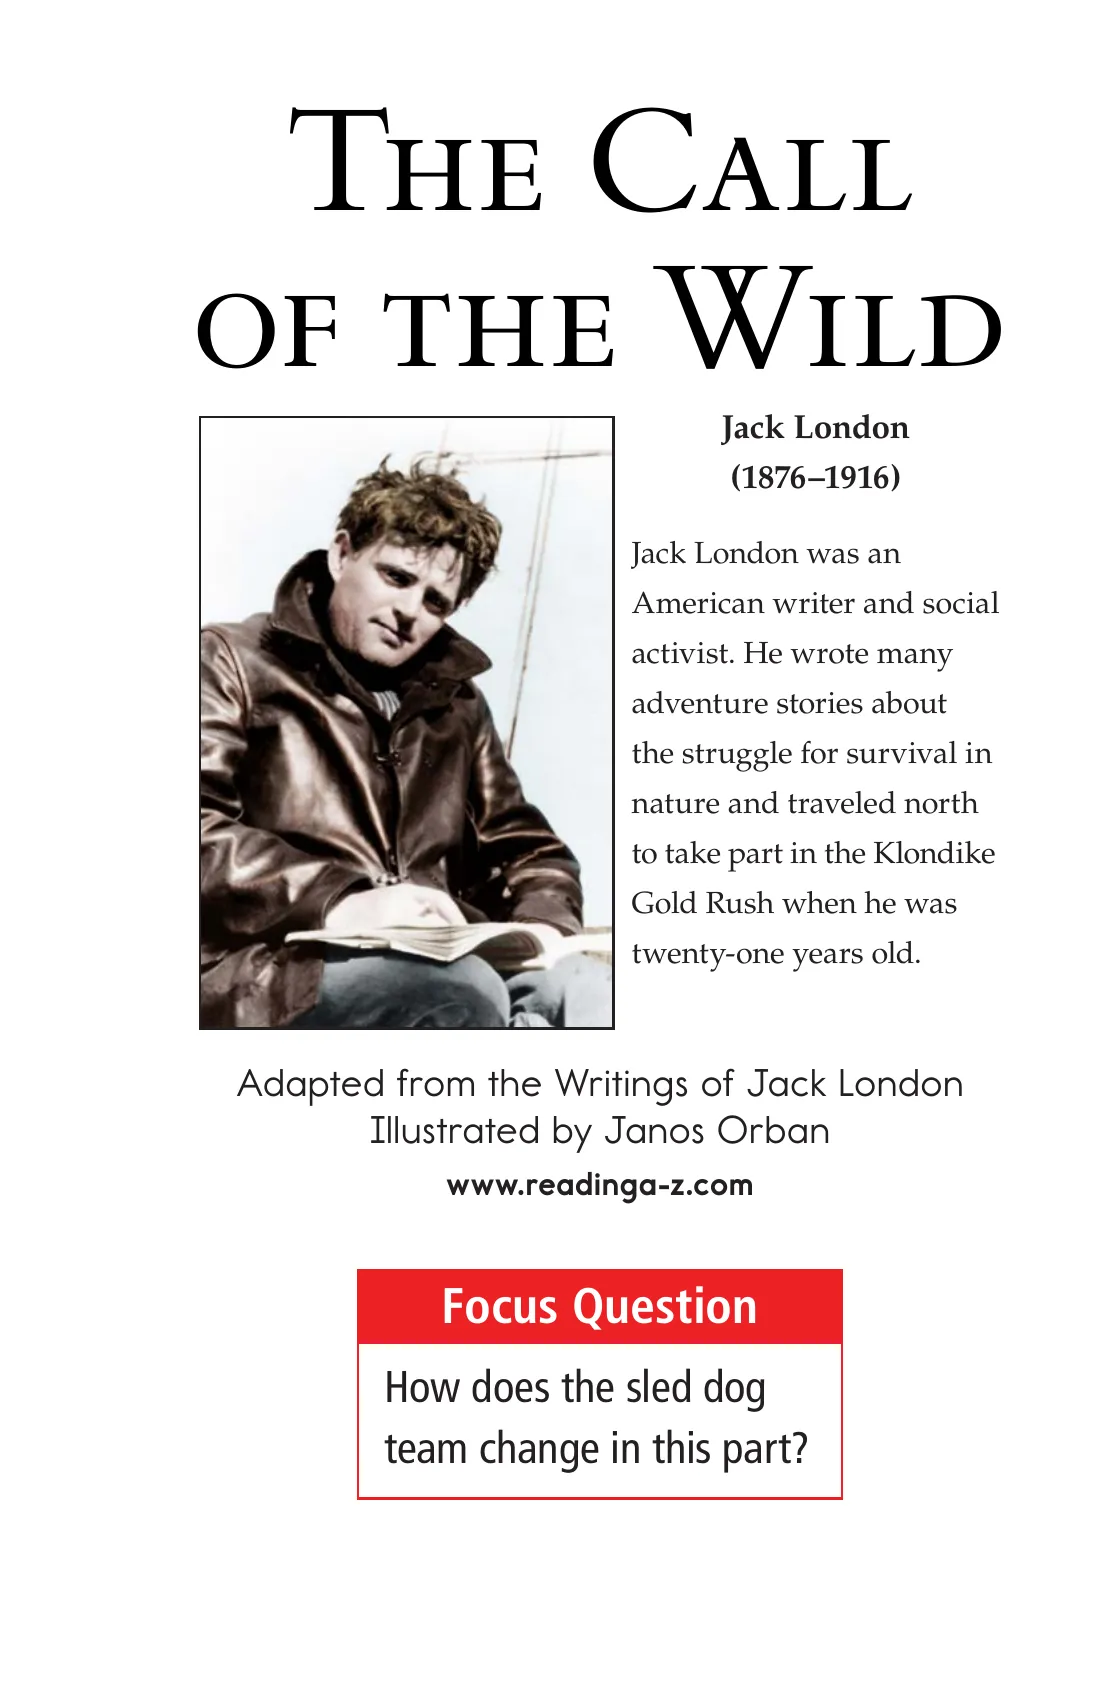 The Call
of the Wild
Jack London
(1876–1916)
Jack London was an
American writer and social
activist. He wrote many
adventure stories about
the struggle for survival in
nature and traveled north
to take part in the Klondike
Gold Rush when he was
twenty-one years old.
Adapted from the Writings of Jack London
Illustrated by Janos Orban
www.readinga-z.com
Focus Question
How does the sled dog
team change in this part?